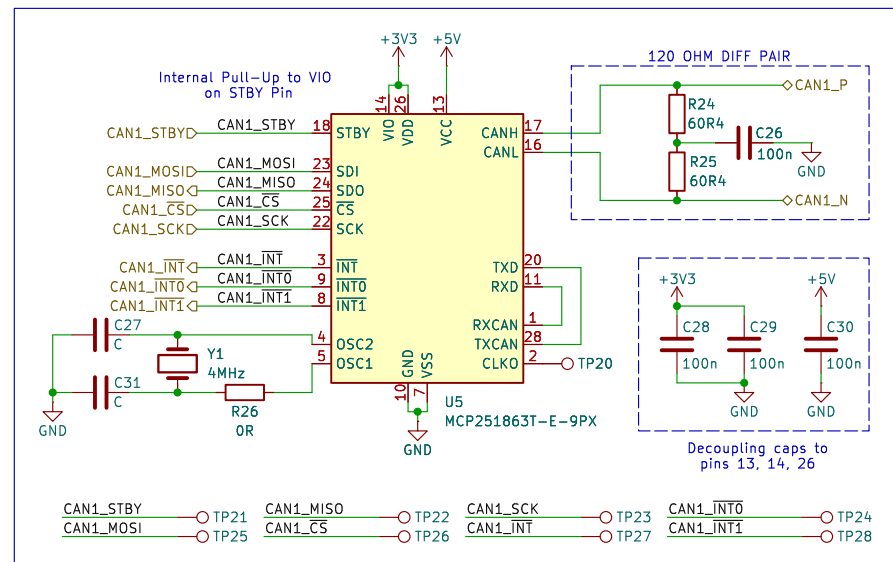 +3V3
+5V
Internal Pull-Up to VIO
on STBY Pin
120 OHM DIFF PAIR
CAN1_STBY
CAN1_STBY
18
STBY
14
VIO
26
VDD
13
VCC
CANH
17
CANL
16
CAN1_P
R24
60R4
C26
100n
GND
R25
60R4
CAN1_N
CAN1_MOSI
CAN1_MOSI
23
SDI
CAN1_MISO
CAN1_MISO
24
SDO
CAN1_CS
CAN1_CS
25
CS
CAN1_SCK
CAN1_SCK
22
SCK
CAN1_INT
CAN1_INT
3
INT
CAN1_INT0
CAN1_INT0
9
INT0
CAN1_INT1
CAN1_INT1
8
INT1
TXD
20
RXD
11
RXCAN
1
TXCAN
28
CLKO
2
TP20
C27
C
4
OSC2
5
OSC1
Y1
4MHz
C31
C
R26
0R
GND
GND
10
VSS
7
GND
U5
MCP251863T-E-9PX
+3V3
+5V
C28
100n
C29
100n
C30
100n
GND
GND
Decoupling caps to
pins 13, 14, 26
CAN1_STBY
TP21
CAN1_MISO
TP22
CAN1_SCK
TP23
CAN1_INT0
TP24
CAN1_MOSI
TP25
CAN1_CS
TP26
CAN1_INT
TP27
CAN1_INT1
TP28